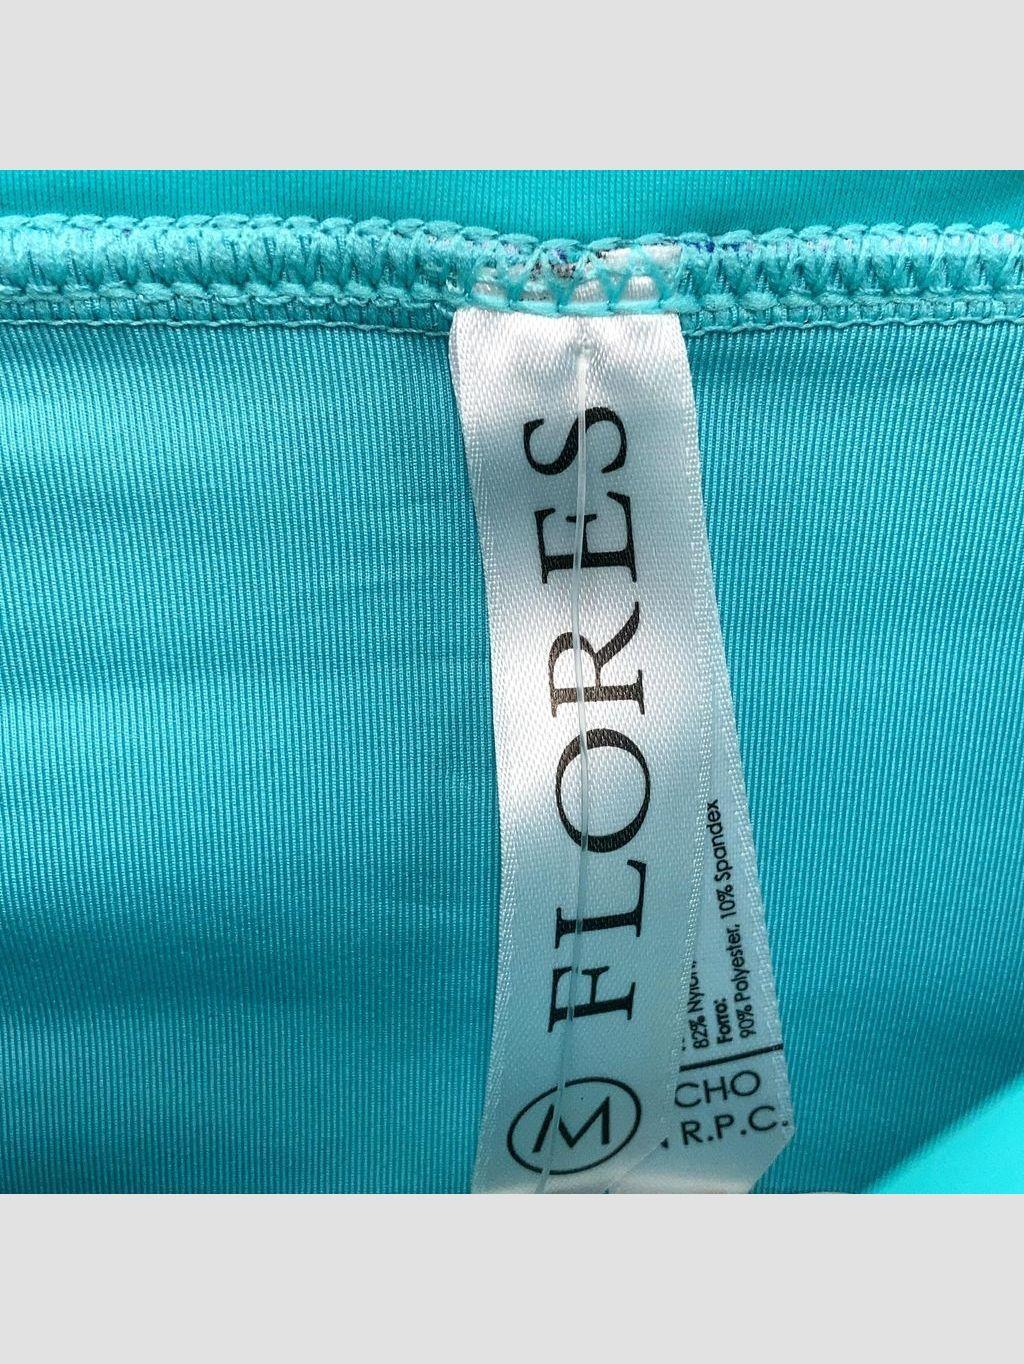 FLORES
M
82% Nylon,
Forro:
90% Polyester, 10% Spandex
CHO
R.P.C.